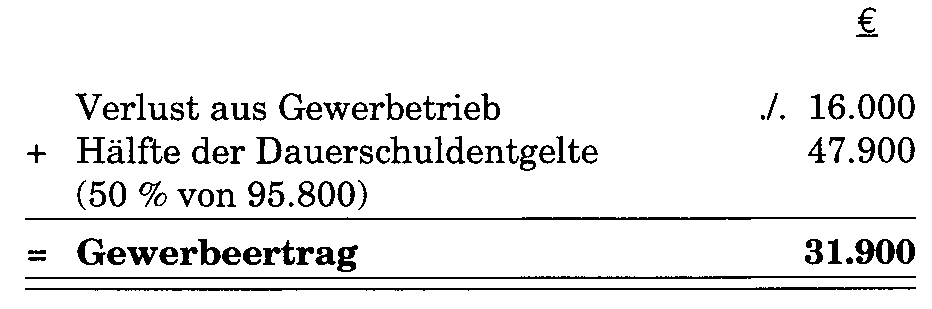 €
Verlust aus Gewerbetrieb ./. 16.000
+ Hälfte der Dauerschuldentgelte 47.900
(50 % von 95.800)
= Gewerbeertrag 31.900